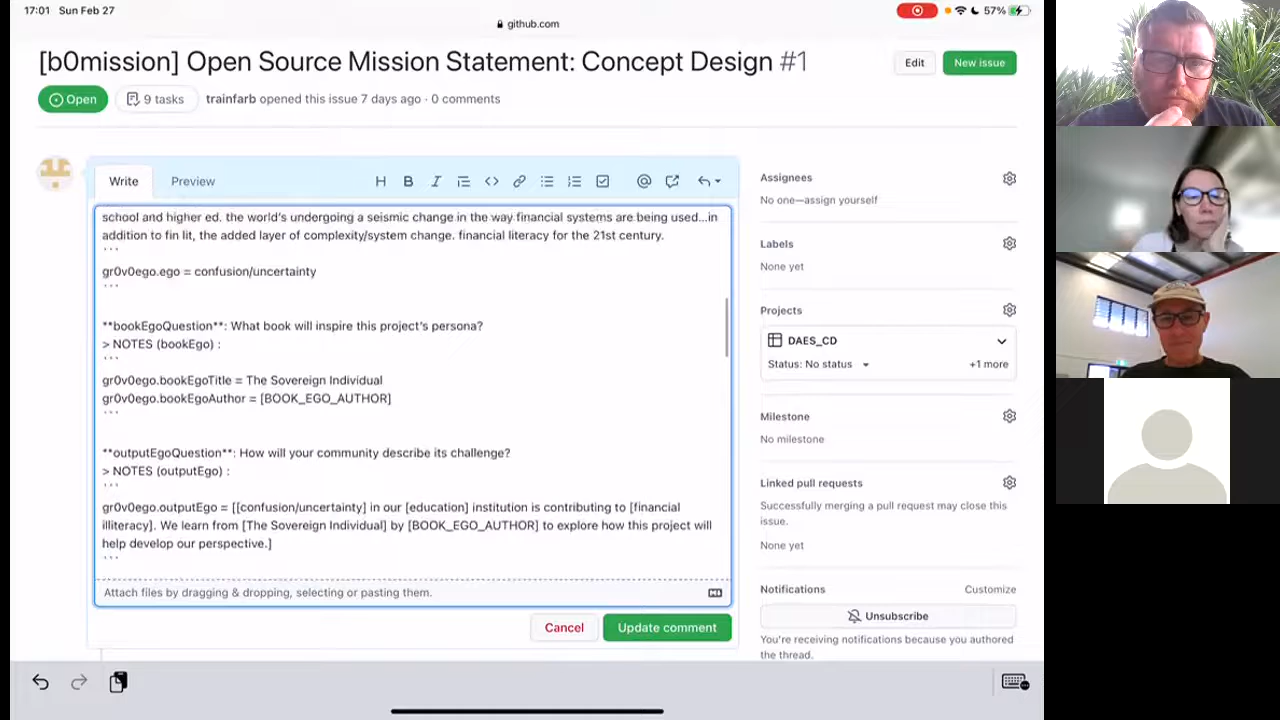 17:01 Sun Feb 27
57%
github.com
[b0mission] Open Source Mission Statement: Concept Design #1
Edit
New issue
Open
9 tasks
trainfarb opened this issue 7 days ago · 0 comments
Write
Preview
school and higher ed. the world's undergoing a seismic change in the way financial systems are being used...in
addition to fin lit, the added layer of complexity/system change. financial literacy for the 21st century.
```
gr0v0ego.ego = confusion/uncertainty
```
**bookEgoQuestion**: What book will inspire this project's persona?
> NOTES (bookEgo) :
```
gr0v0ego.bookEgoTitle = The Sovereign Individual
gr0v0ego.bookEgoAuthor = [BOOK_EGO_AUTHOR]
```
**outputEgoQuestion**: How will your community describe its challenge?
> NOTES (outputEgo) :
```
gr0v0ego.outputEgo = [[confusion/uncertainty] in our [education] institution is contributing to [financial
illiteracy]. We learn from [The Sovereign Individual] by [BOOK_EGO_AUTHOR] to explore how this project will
help develop our perspective.]
```
Attach files by dragging & dropping, selecting or pasting them.
Cancel
Update comment
Assignees
No one—assign yourself
Labels
None yet
Projects
DAES_CD
Status: No status
+1 more
Milestone
No milestone
Linked pull requests
Successfully merging a pull request may close this
issue.
None yet
Notifications
Customize
Unsubscribe
You're receiving notifications because you authored
the thread.